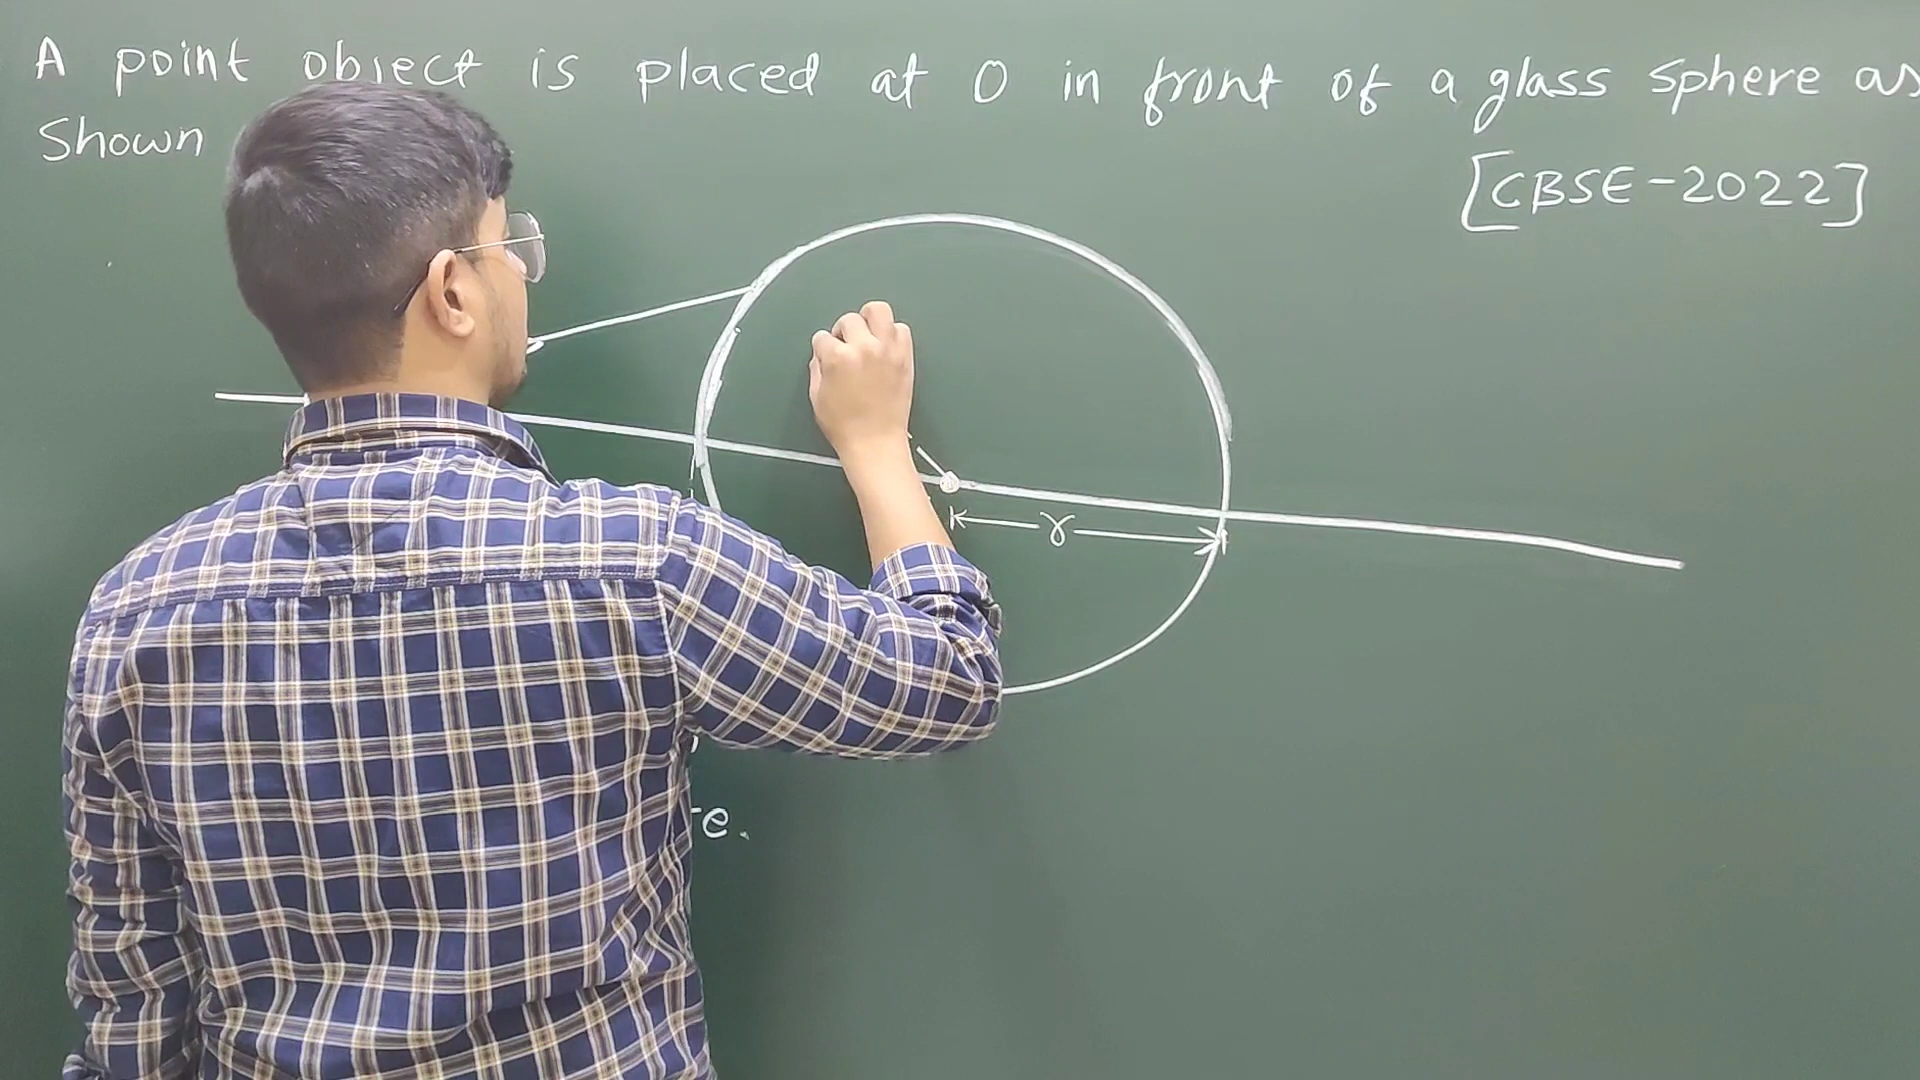 A point object is placed at O in front of a glass sphere as
Shown
[CBSE-2022]
r
e.